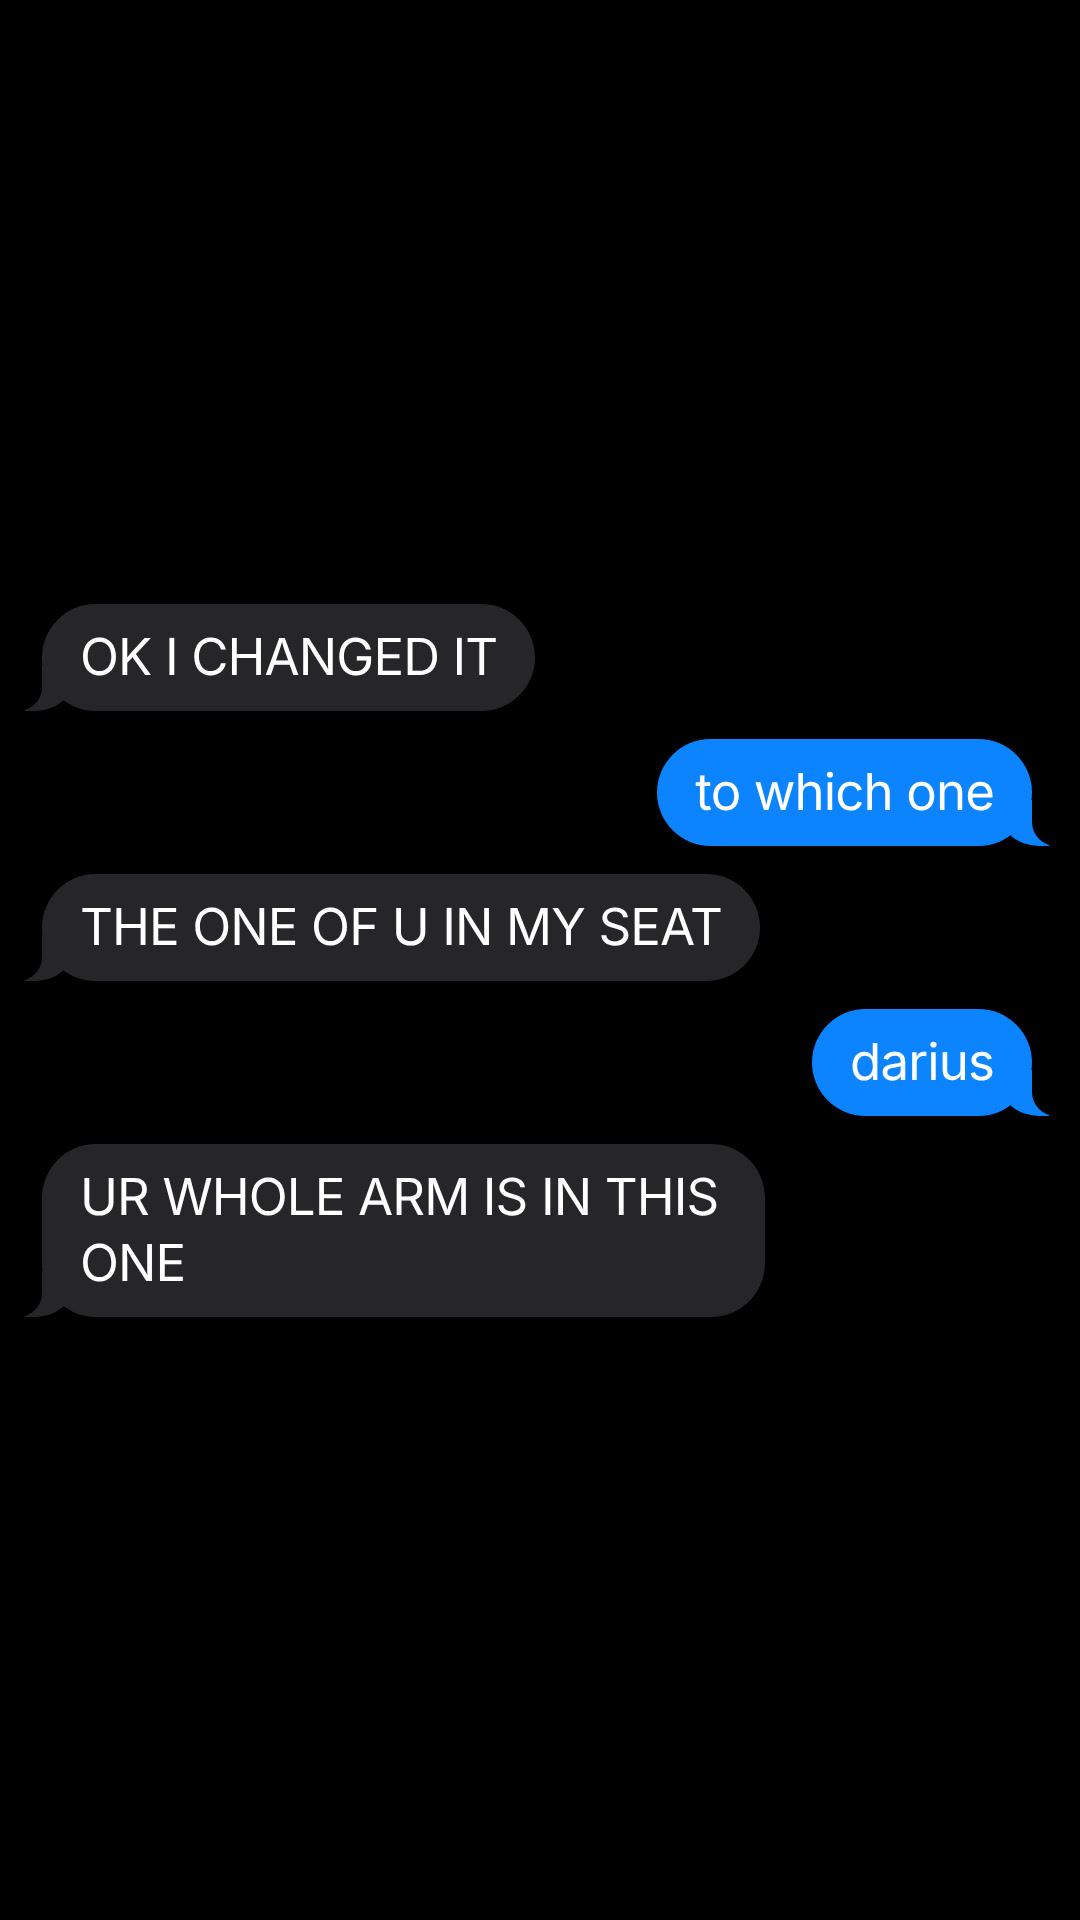 OK I CHANGED IT
to which one
THE ONE OF U IN MY SEAT
darius
UR WHOLE ARM IS IN THIS
ONE